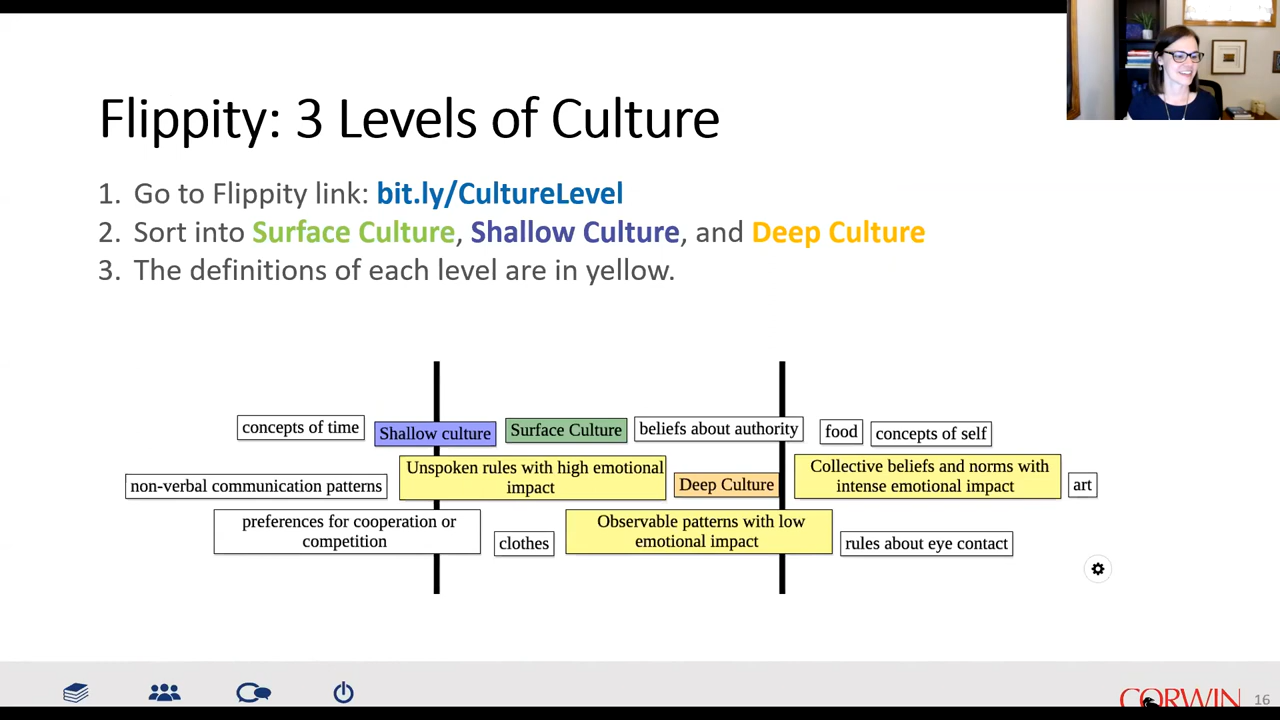 Flippity: 3 Levels of Culture
1. Go to Flippity link: bit.ly/CultureLevel
2. Sort into Surface Culture, Shallow Culture, and Deep Culture
3. The definitions of each level are in yellow.
concepts of time
Shallow culture
Surface Culture
beliefs about authority
food
concepts of self
non-verbal communication patterns
Unspoken rules with high emotional
impact
Deep Culture
Collective beliefs and norms with
intense emotional impact
art
preferences for cooperation or
competition
clothes
Observable patterns with low
emotional impact
rules about eye contact
CORWIN
16